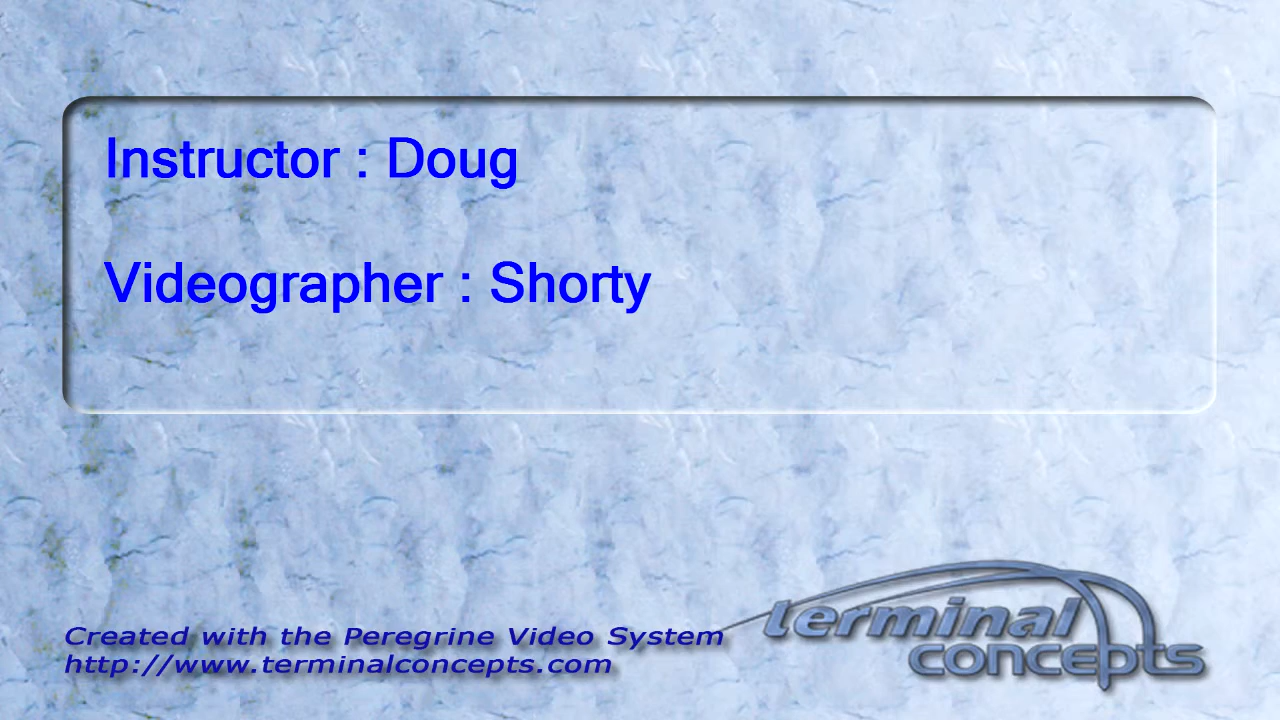 Instructor : Doug
Videographer : Shorty
Created with the Peregrine Video System
http://www.terminalconcepts.com
terminal
concepts